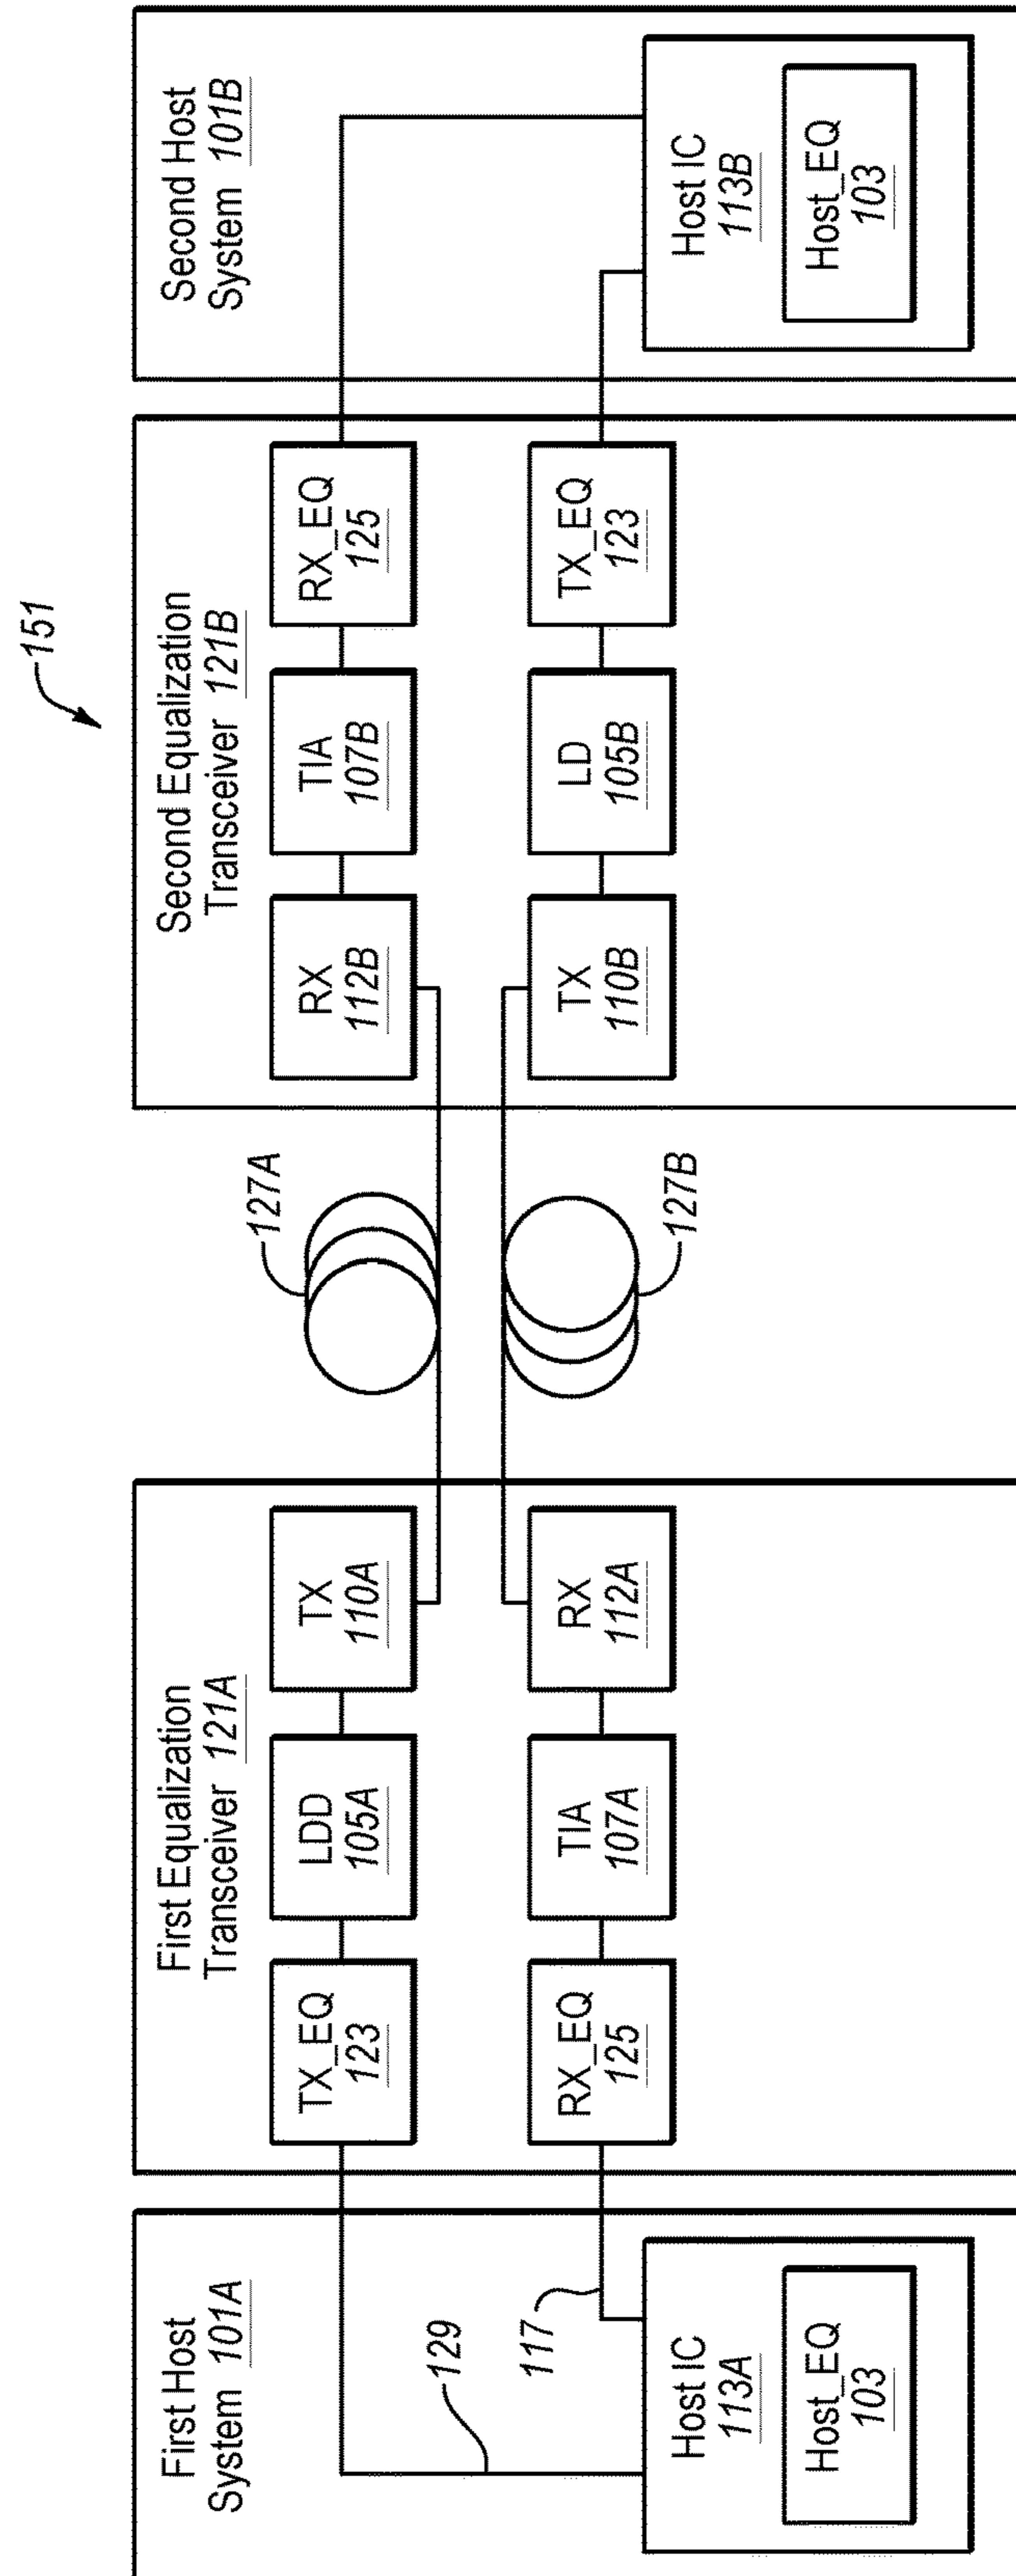 151
First Host
System 101A
129
117
Host IC
113A
Host_EQ
103
First Equalization
Transceiver 121A
TX_EQ
123
LDD
105A
TX
110A
RX_EQ
125
TIA
107A
RX
112A
127A
127B
Second Equalization
Transceiver 121B
RX
112B
TIA
107B
RX_EQ
125
TX
110B
LD
105B
TX_EQ
123
Second Host
System 101B
Host IC
113B
Host_EQ
103